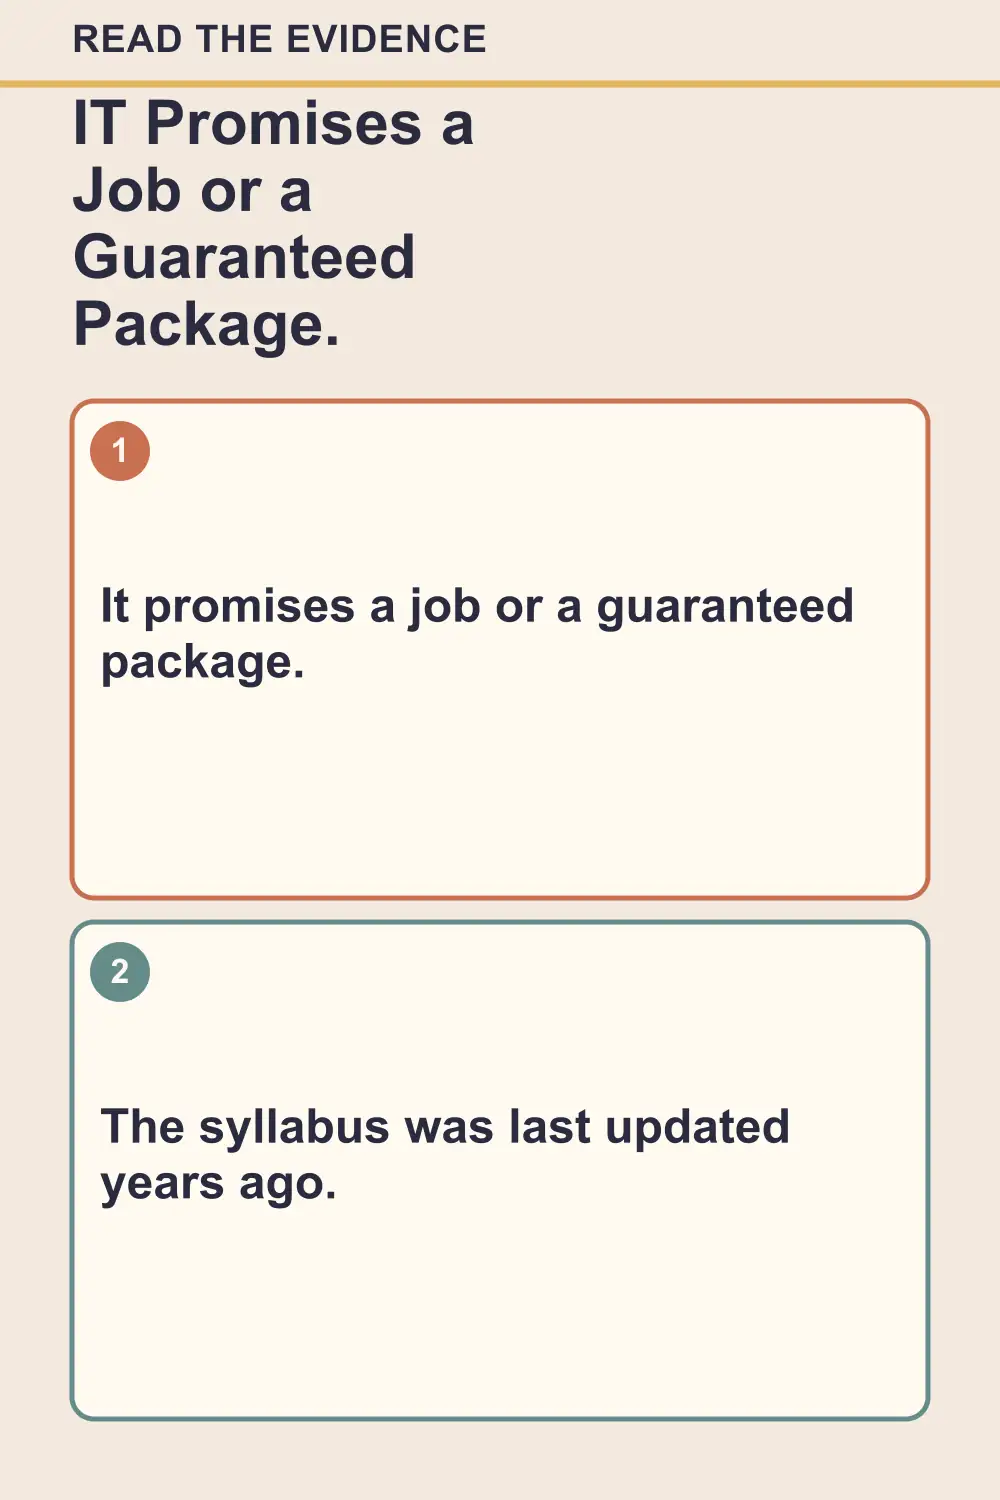 READ THE EVIDENCE
IT Promises a
Job or a
Guaranteed
Package.
1
It promises a job or a guaranteed
package.
2
The syllabus was last updated
years ago.